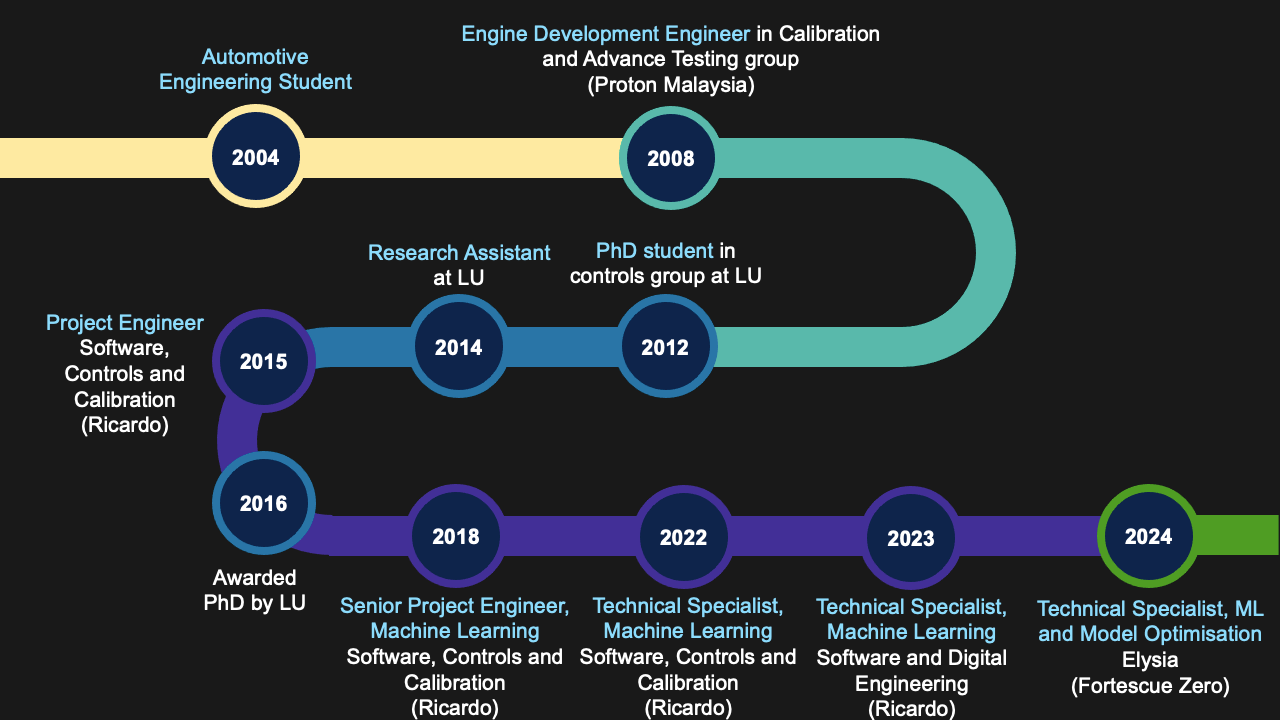 Automotive
Engineering Student
2004
Engine Development Engineer in Calibration
and Advance Testing group
(Proton Malaysia)
2008
PhD student in
controls group at LU
2012
Research Assistant
at LU
2014
Project Engineer
Software,
Controls and
Calibration
(Ricardo)
2015
2016
Awarded
PhD by LU
2018
Senior Project Engineer,
Machine Learning
Software, Controls and
Calibration
(Ricardo)
2022
Technical Specialist,
Machine Learning
Software, Controls and
Calibration
(Ricardo)
2023
Technical Specialist,
Machine Learning
Software and Digital
Engineering
(Ricardo)
2024
Technical Specialist, ML
and Model Optimisation
Elysia
(Fortescue Zero)